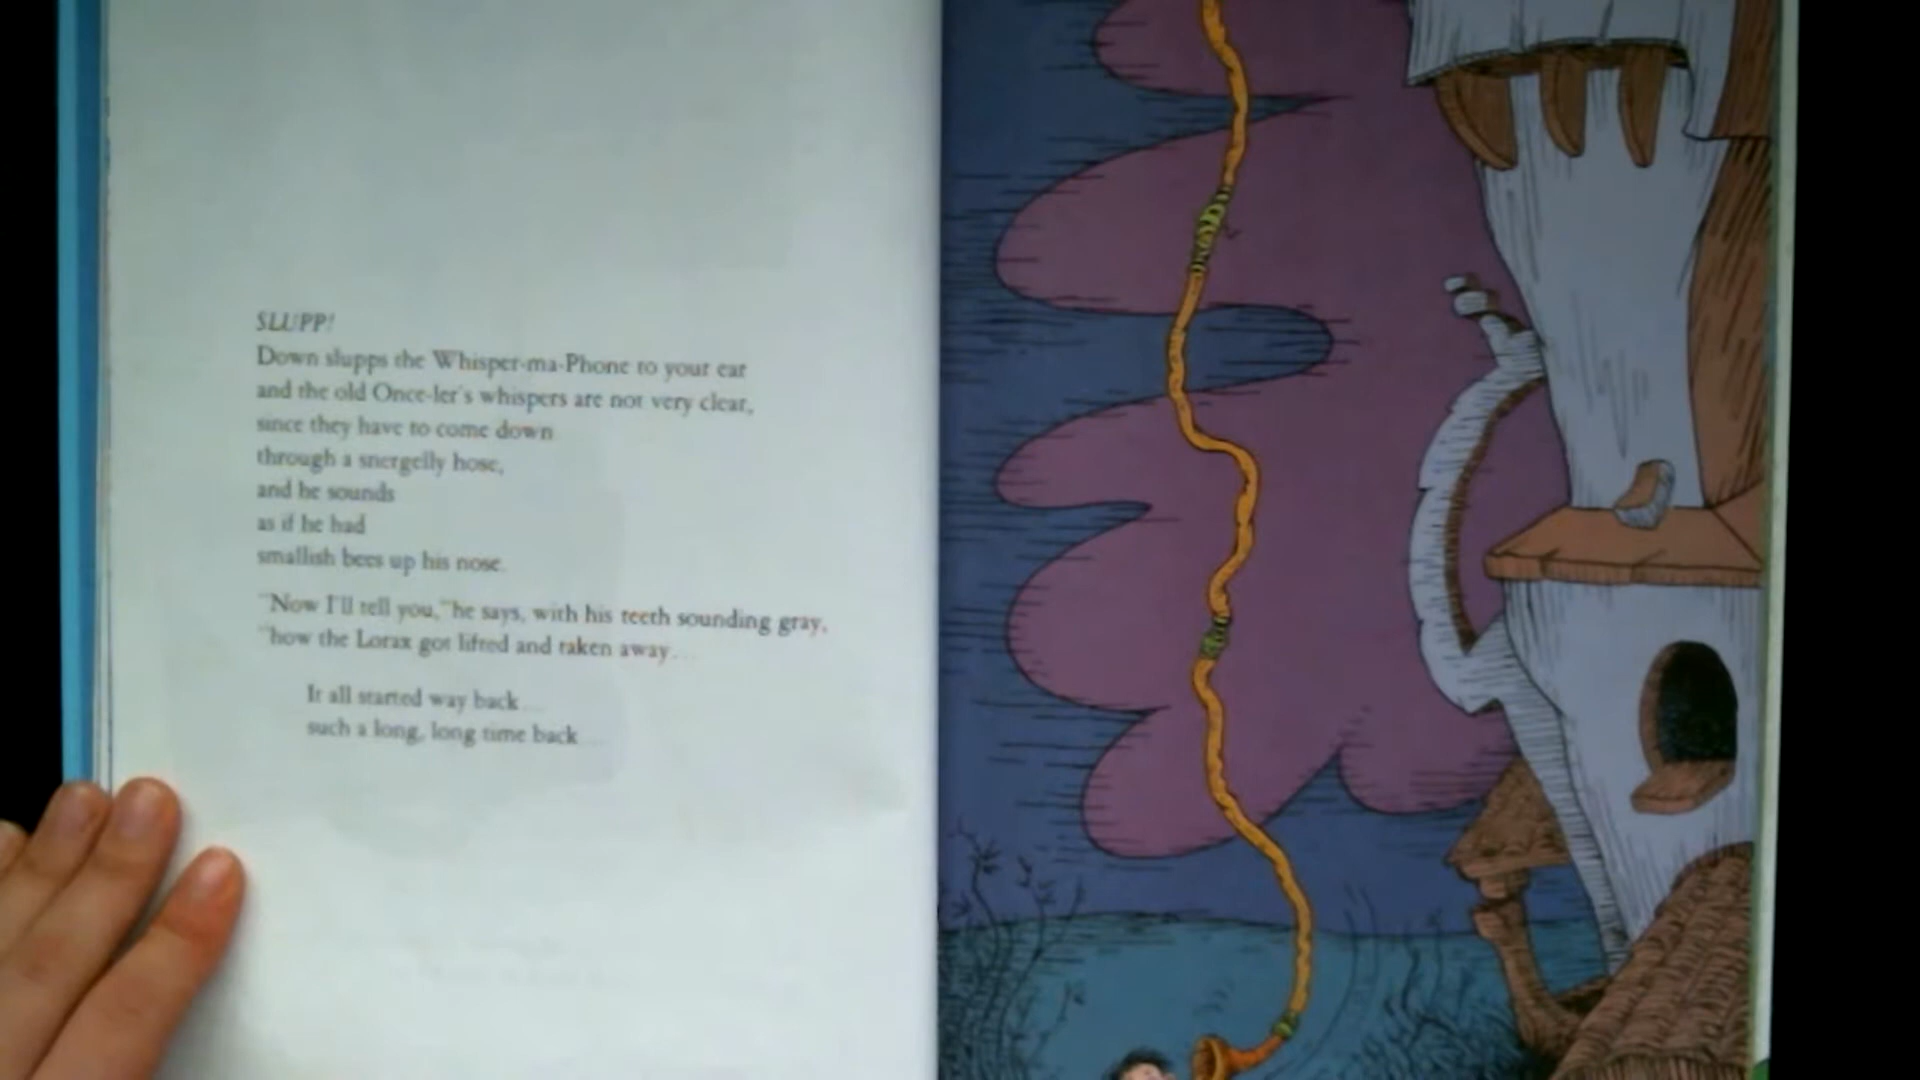 SLUPP!
Down slupps the Whisper-ma-Phone to your ear
and the old Once-ler's whispers are not very clear,
since they have to come down
through a snergelly hose,
and he sounds
as if he had
smallish bees up his nose.
"Now I'll tell you," he says, with his teeth sounding gray,
"how the Lorax got lifted and taken away...
It all started way back...
such a long, long time back...